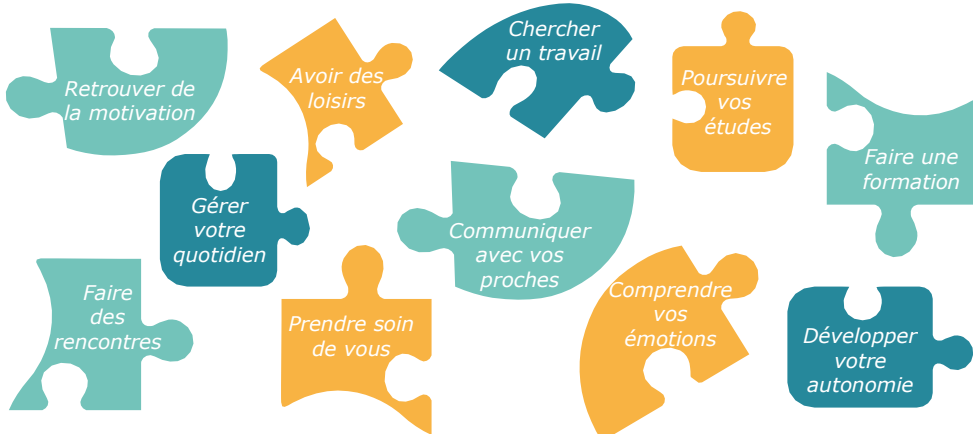 Retrouver de
la motivation
Avoir des
loisirs
Chercher
un travail
Poursuivre
vos
études
Faire une
formation
Gérer
votre
quotidien
Communiquer
avec vos
proches
Faire
des
rencontres
Prendre soin
de vous
Comprendre
vos
émotions
Développer
votre
autonomie